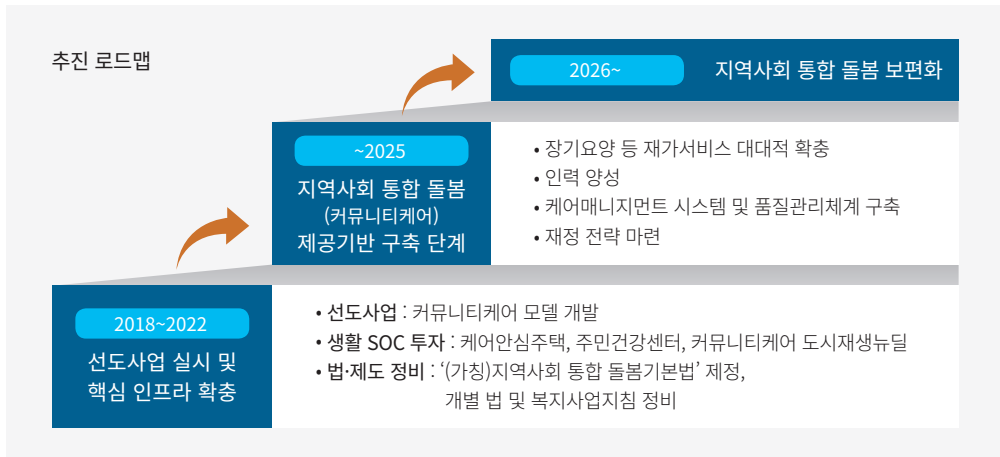 추진 로드맵
2026~
지역사회 통합 돌봄 보편화
~2025
지역사회 통합 돌봄
(커뮤니티케어)
제공기반 구축 단계
• 장기요양 등 재가서비스 대대적 확충
• 인력 양성
• 케어매니지먼트 시스템 및 품질관리체계 구축
• 재정 전략 마련
2018~2022
선도사업 실시 및
핵심 인프라 확충
• 선도사업 : 커뮤니티케어 모델 개발
• 생활 SOC 투자 : 케어안심주택, 주민건강센터, 커뮤니티케어 도시재생뉴딜
• 법·제도 정비 : ‘(가칭)지역사회 통합 돌봄기본법’ 제정,
개별 법 및 복지사업지침 정비